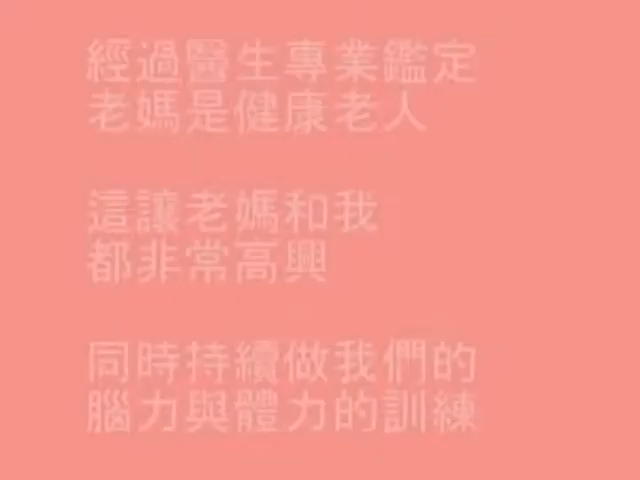 經過醫生專業鑑定
老媽是健康老人
這讓老媽和我
都非常高興
同時持續做我們的
腦力與體力的訓練